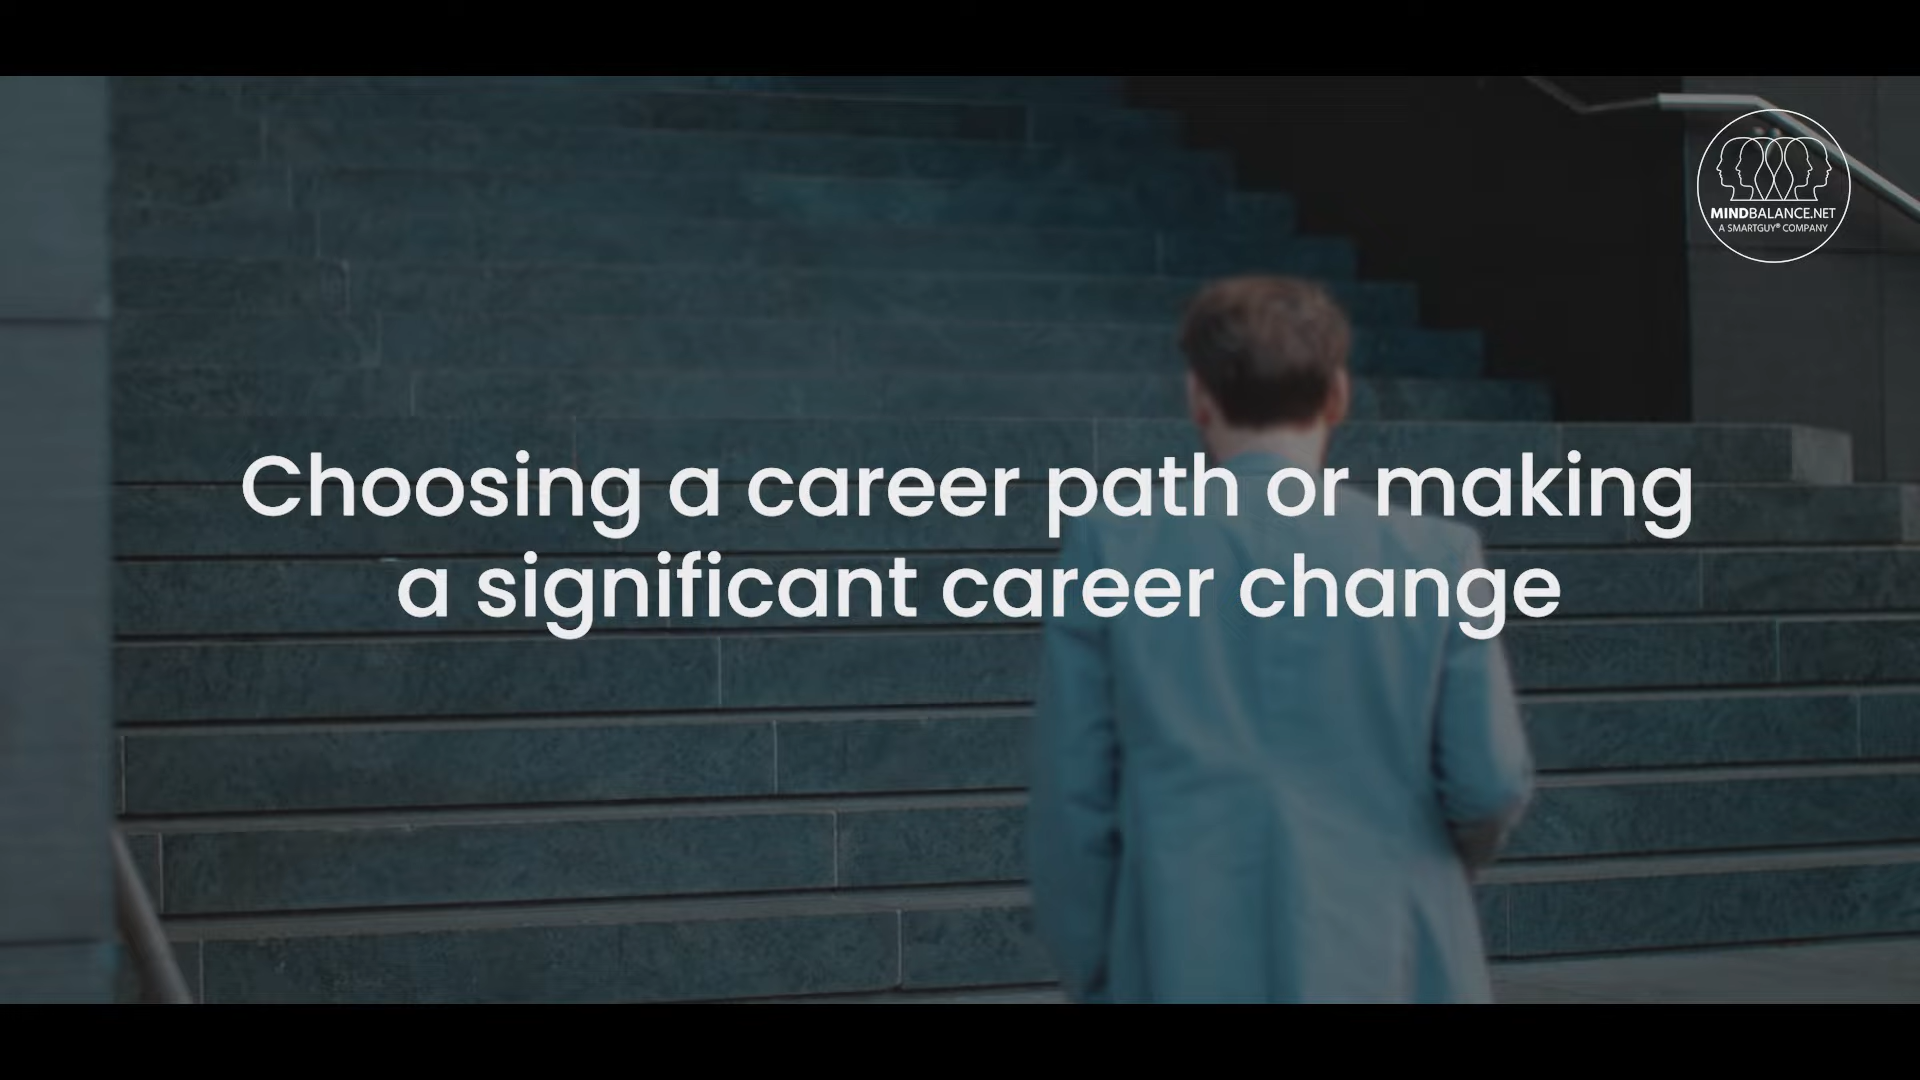 MINDBALANCE.NET
A SMARTGUY® COMPANY
Choosing a career path or making
a significant career change